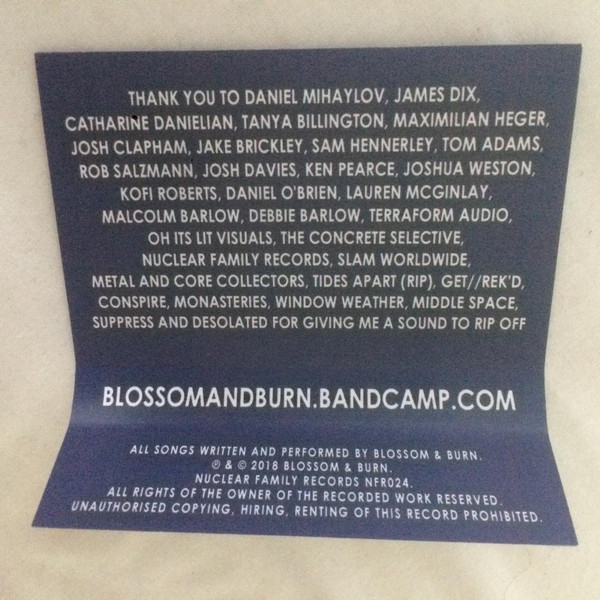 THANK YOU TO DANIEL MIHAYLOV, JAMES DIX,
CATHARINE DANIELIAN, TANYA BILLINGTON, MAXIMILIAN HEGER,
JOSH CLAPHAM, JAKE BRICKLEY, SAM HENNERLEY, TOM ADAMS,
ROB SALZMANN, JOSH DAVIES, KEN PEARCE, JOSHUA WESTON,
KOFI ROBERTS, DANIEL O'BRIEN, LAUREN MCGINLAY,
MALCOLM BARLOW, DEBBIE BARLOW, TERRAFORM AUDIO,
OH ITS LIT VISUALS, THE CONCRETE SELECTIVE,
NUCLEAR FAMILY RECORDS, SLAM WORLDWIDE,
METAL AND CORE COLLECTORS, TIDES APART (RIP), GET//REK'D,
CONSPIRE, MONASTERIES, WINDOW WEATHER, MIDDLE SPACE,
SUPPRESS AND DESOLATED FOR GIVING ME A SOUND TO RIP OFF
BLOSSOMANDBURN.BANDCAMP.COM
ALL SONGS WRITTEN AND PERFORMED BY BLOSSOM & BURN.
℗ & © 2018 BLOSSOM & BURN.
NUCLEAR FAMILY RECORDS NFR024.
ALL RIGHTS OF THE OWNER OF THE RECORDED WORK RESERVED.
UNAUTHORISED COPYING, HIRING, RENTING OF THIS RECORD PROHIBITED.